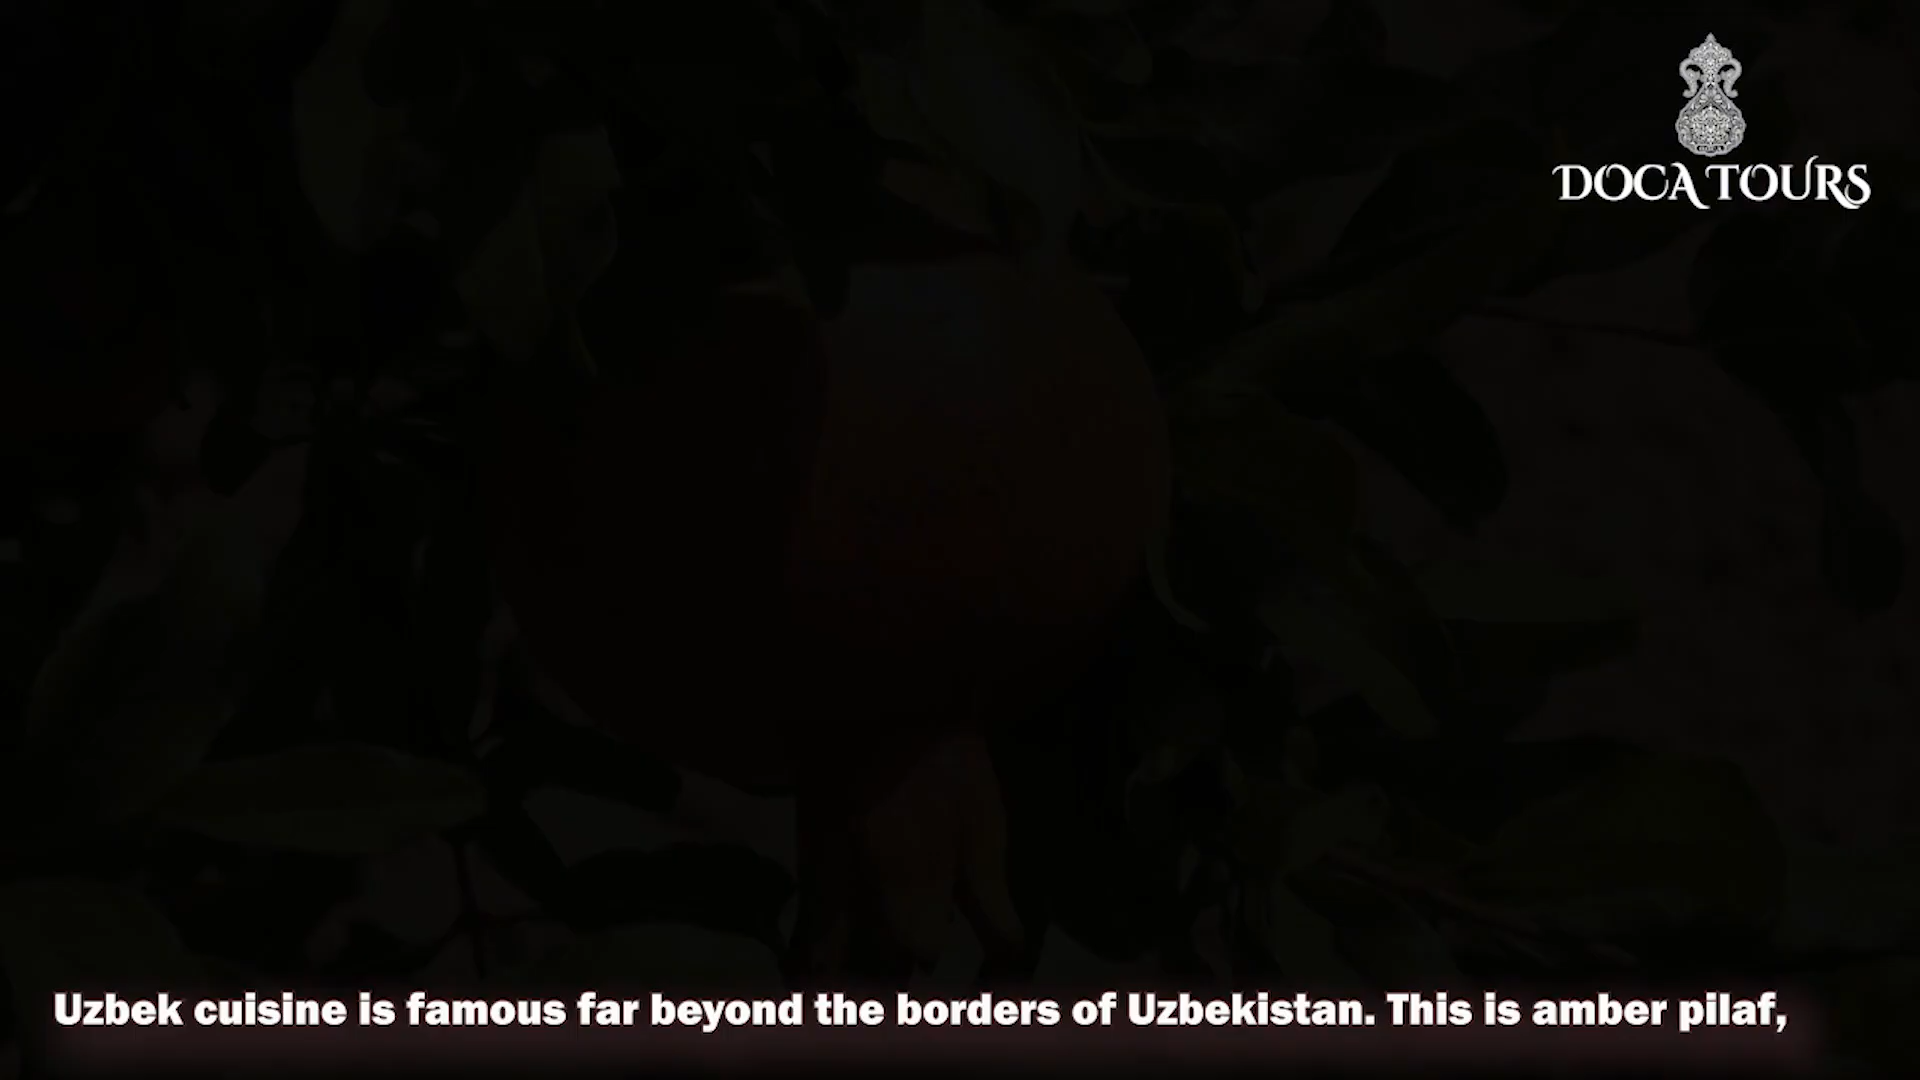 DOCA TOURS
Uzbek cuisine is famous far beyond the borders of Uzbekistan. This is amber pilaf,